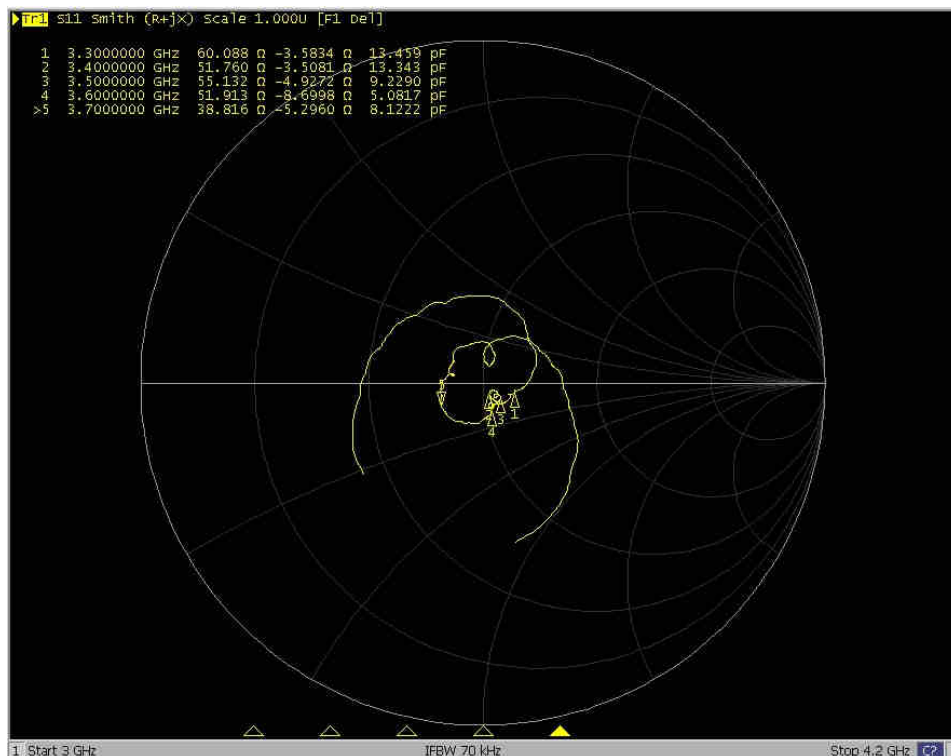 Tr1 S11 Smith (R+jX) Scale 1.000U [F1 Del]
1 3.3000000 GHz 60.088 Ω -3.5834 Ω 13.459 pF
2 3.4000000 GHz 51.760 Ω -3.5081 Ω 13.343 pF
3 3.5000000 GHz 55.132 Ω -4.9272 Ω 9.2290 pF
4 3.6000000 GHz 51.913 Ω -8.6998 Ω 5.0817 pF
>5 3.7000000 GHz 38.816 Ω -5.2960 Ω 8.1222 pF
3
1
4
1 Start 3 GHz IFBW 70 kHz Stop 4.2 GHz C?